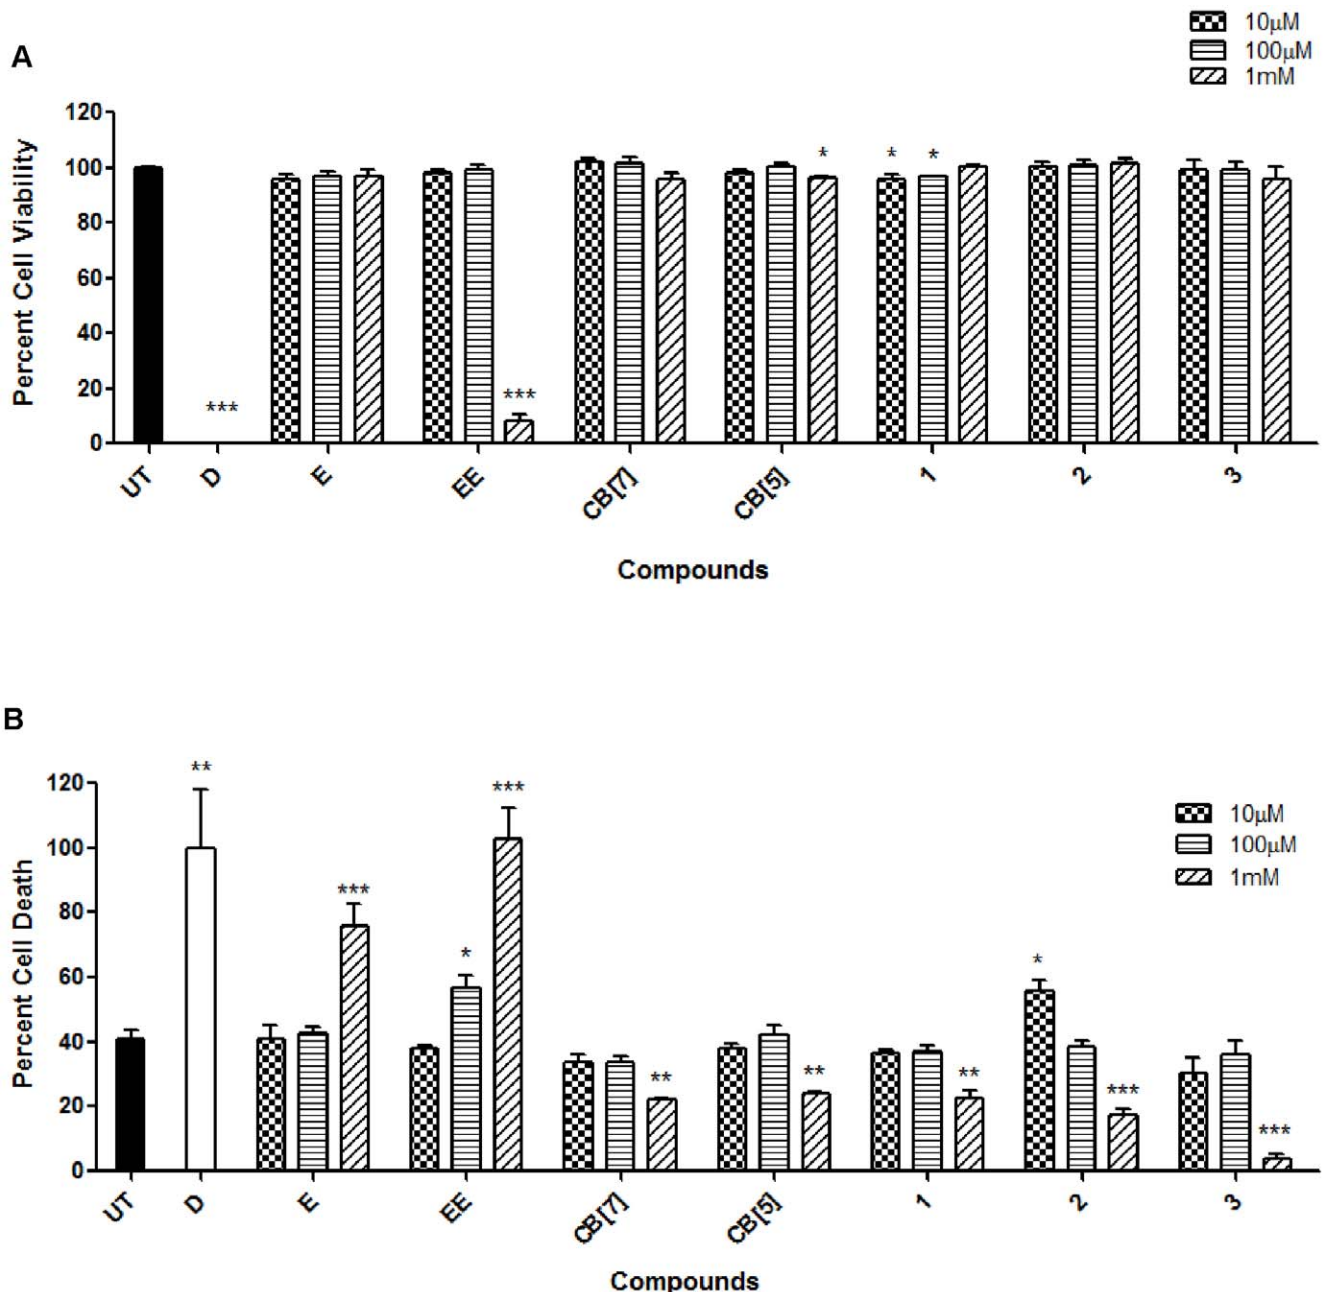 A
10µM
100µM
1mM
Percent Cell Viability
120
100
80
60
40
20
0
***
***
*
*
*
UT
D
E
EE
CB[7]
CB[5]
1
2
3
Compounds
B
10µM
100µM
1mM
Percent Cell Death
120
100
80
60
40
20
0
**
***
*
***
**
**
**
*
***
***
UT
D
E
EE
CB[7]
CB[5]
1
2
3
Compounds